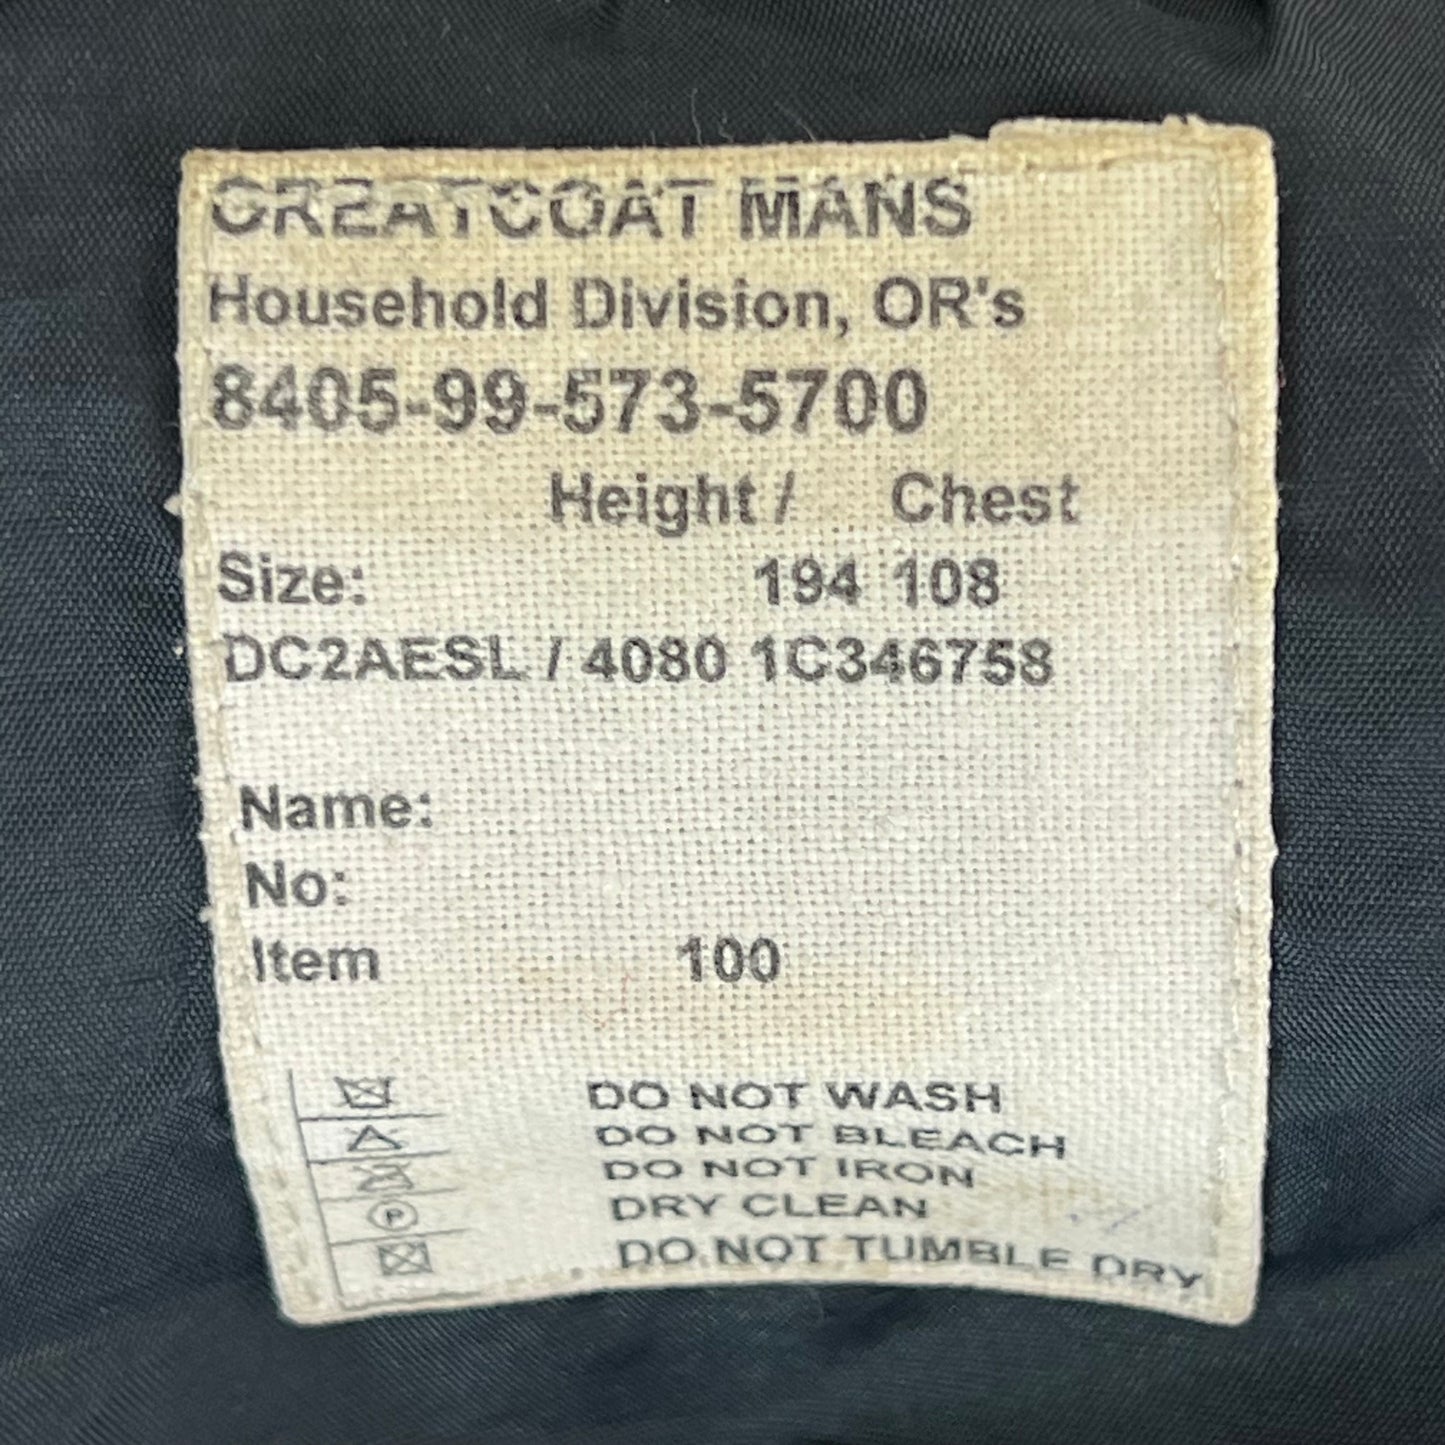 GREATCOAT MANS
Household Division, OR's
8405-99-573-5700
Height / Chest
Size: 194 108
DC2AESL / 4080 1C346758
Name:
No:
Item 100
DO NOT WASH
DO NOT BLEACH
DO NOT IRON
P DRY CLEAN
DO NOT TUMBLE DRY